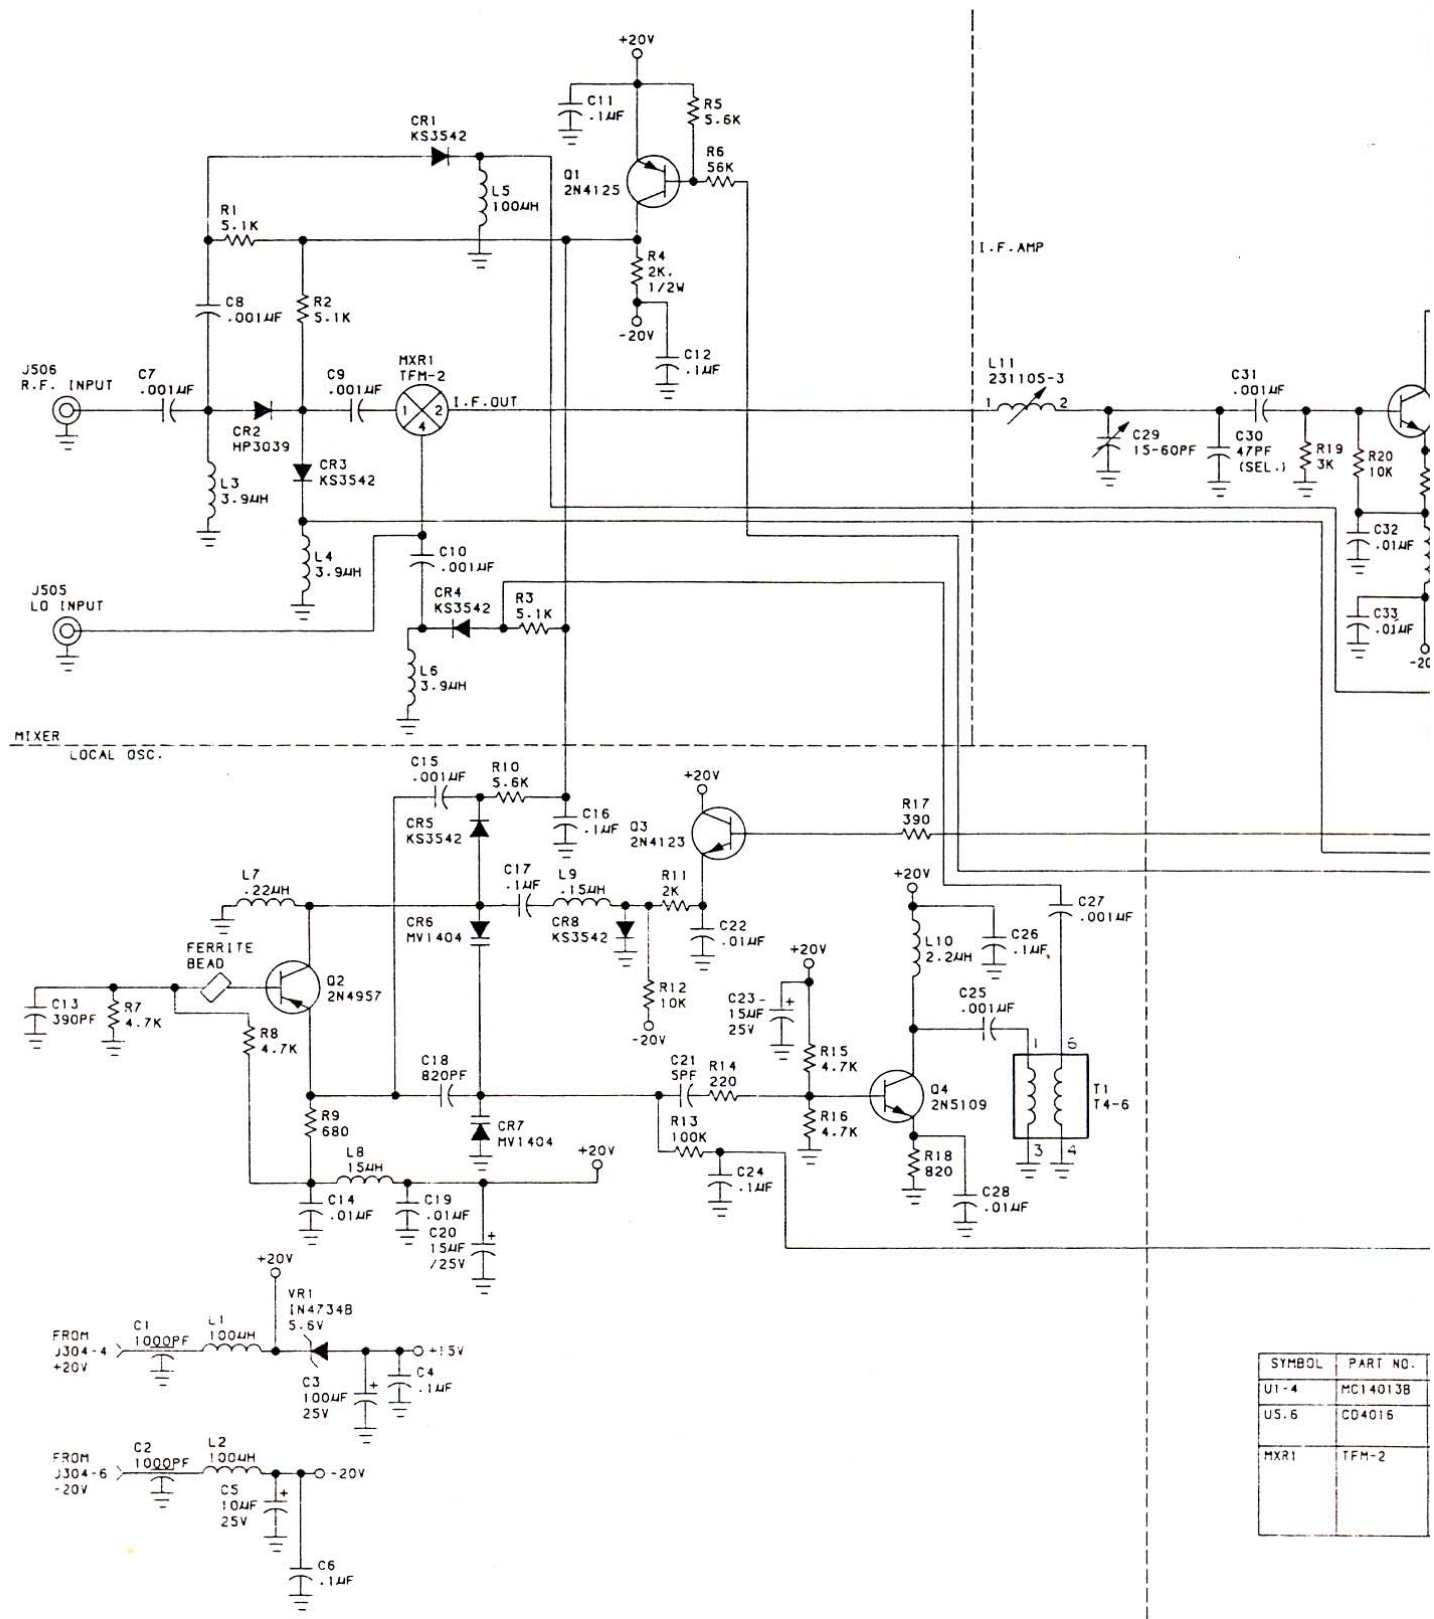 +20V
C11
.1µF
R5
5.6K
CR1
KS3542
R6
56K
Q1
2N4125
L5
100µH
R1
5.1K
I.F.AMP
R4
2K,
1/2W
C8
.001µF
R2
5.1K
-20V
C12
.1µF
J506
R.F. INPUT
C7
.001µF
C9
.001µF
MXR1
TFM-2
1
2
4
I.F.OUT
L11
231105-3
1
2
C31
.001µF
CR2
HP3039
C29
15-60PF
C30
47PF
(SEL.)
R19
3K
R20
10K
CR3
KS3542
L3
3.9µH
C32
.01µF
L4
3.9µH
C10
.001µF
J505
LO INPUT
CR4
KS3542
R3
5.1K
C33
.01µF
-20
L6
3.9µH
MIXER
LOCAL OSC.
C15
.001µF
R10
5.6K
+20V
C16
.1µF
Q3
2N4123
R17
390
CR5
KS3542
L7
.22µH
C17
.1µF
L9
.15µH
R11
2K
+20V
CR6
MV1404
CR8
KS3542
C22
.01µF
C27
.001µF
L10
2.2µH
C26
.1µF
FERRITE
BEAD
Q2
2N4957
+20V
R12
10K
C13
390PF
R7
4.7K
R8
4.7K
C23
15µF
25V
C25
.001µF
-20V
C18
820PF
C21
5PF
R14
220
R15
4.7K
1
6
Q4
2N5109
T1
T4-6
R9
680
CR7
MV1404
R13
100K
R16
4.7K
3
4
L8
15µH
+20V
C24
.1µF
R18
820
C14
.01µF
C19
.01µF
C28
.01µF
C20
15µF
/25V
+
+20V
VR1
IN4734B
5.6V
FROM
J304-4
+20V
C1
1000PF
L1
100µH
+15V
C3
100µF
25V
+
C4
.1µF
FROM
J304-6
-20V
C2
1000PF
L2
100µH
-20V
C5
10µF
25V
+
C6
.1µF
SYMBOL PART NO.
U1-4 MC14013B
U5,6 CD4016
MXR1 TFM-2